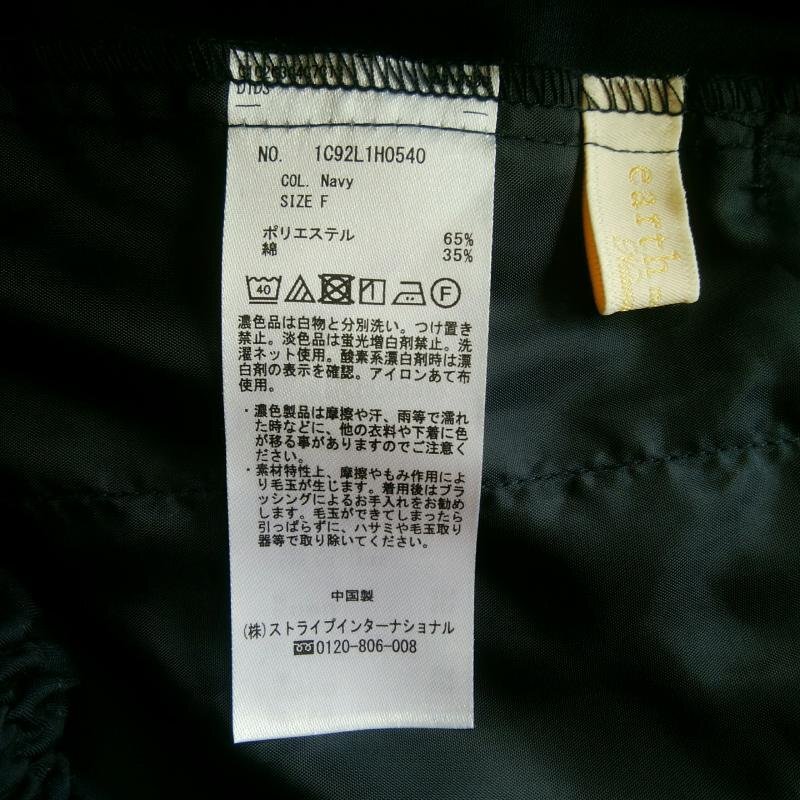 NO. 1C92L1H0540
COL. Navy
SIZE F
ポリエステル 65%
綿 35%
40
F
濃色品は白物と分別洗い。つけ置き
禁止。淡色品は蛍光増白剤禁止。洗
濯ネット使用。酸素系漂白剤時は漂
白剤の表示を確認。アイロンあて布
使用。
・濃色製品は摩擦や汗、雨等で濡れ
た時などに、他の衣料や下着に色
が移る事がありますのでご注意く
ださい。
・素材特性上、摩擦やもみ作用によ
り毛玉が生じます。着用後はブラ
ッシングによるお手入れをお勧め
します。毛玉ができてしまったら
引っぱらずに、ハサミや毛玉取り
器等で取り除いてください。
中国製
(株)ストライプインターナショナル
0120-806-008
earth